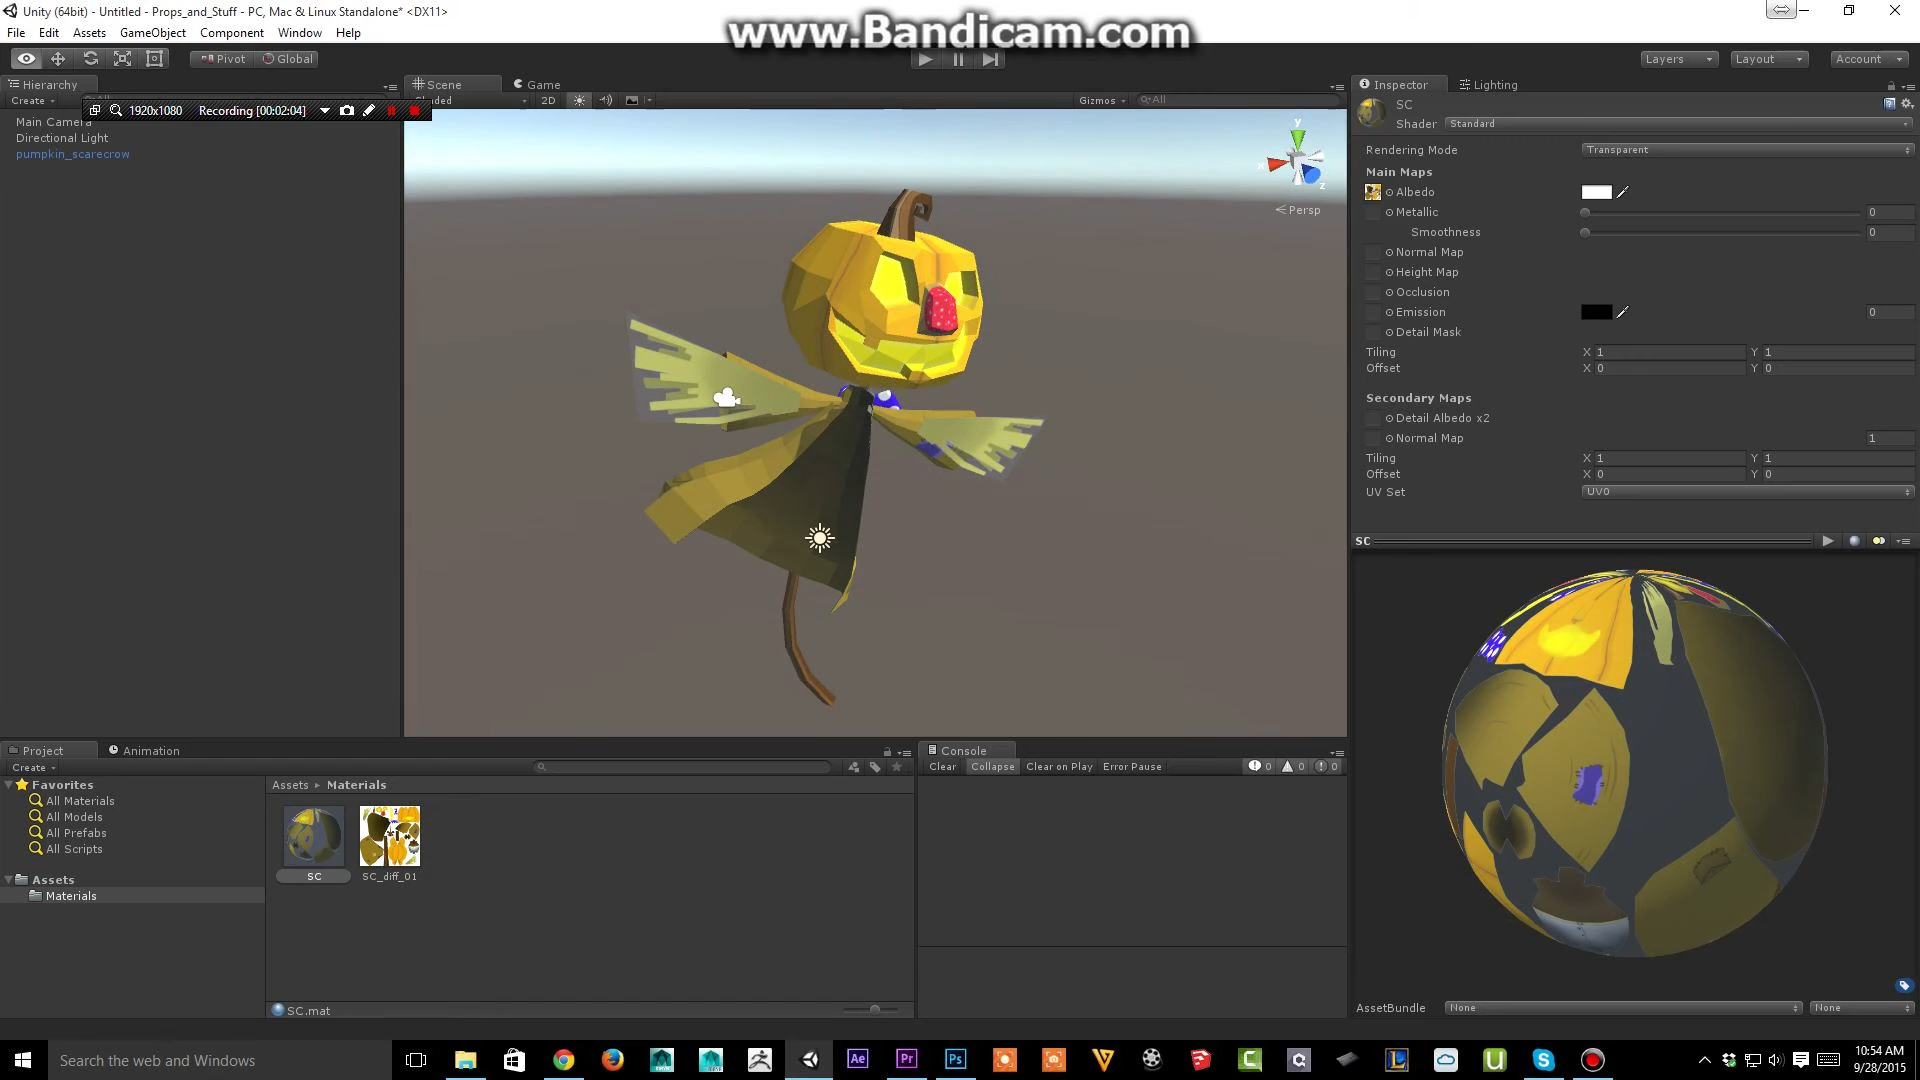 Unity (64bit) - Untitled - Props_and_Stuff - PC, Mac & Linux Standalone* <DX11>
www.Bandicam.com
File Edit Assets GameObject Component Window Help
Pivot Global Layers Layout Account
Hierarchy Scene Game Inspector Lighting
Create All Shaded 2D Gizmos All
1920x1080 Recording [00:02:04]
Main Camera
Directional Light
pumpkin_scarecrow
y
x
z
Persp
SC
Shader Standard
Rendering Mode Transparent
Main Maps
Albedo
Metallic 0
Smoothness 0
Normal Map
Height Map
Occlusion
Emission 0
Detail Mask
Tiling X 1 Y 1
Offset X 0 Y 0
Secondary Maps
Detail Albedo x2
Normal Map 1
Tiling X 1 Y 1
Offset X 0 Y 0
UV Set UV0
SC
Project Animation Console
Create Clear Collapse Clear on Play Error Pause 0 0 0
Favorites
All Materials
All Models
All Prefabs
All Scripts
Assets
Materials
Assets Materials
SC SC_diff_01
SC.mat
AssetBundle None None
Search the web and Windows
Ae Pr Ps
10:54 AM
9/28/2015